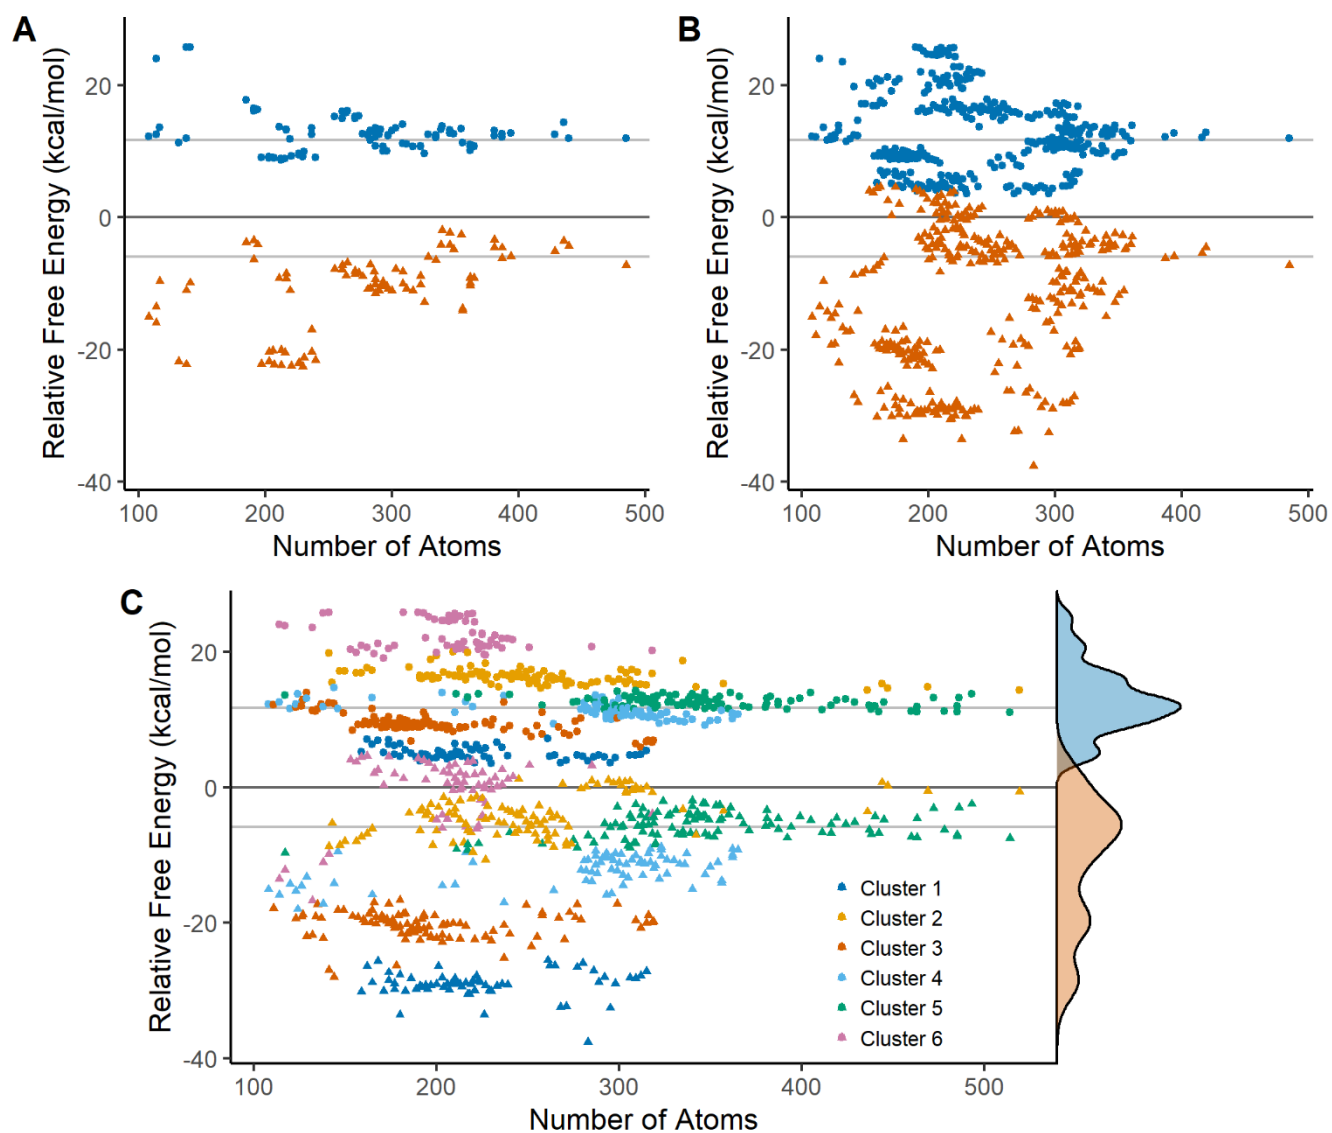 A
Relative Free Energy (kcal/mol)
20
0
-20
-40
100 200 300 400 500
Number of Atoms
B
Relative Free Energy (kcal/mol)
20
0
-20
-40
100 200 300 400 500
Number of Atoms
C
Relative Free Energy (kcal/mol)
20
0
-20
-40
Cluster 1
Cluster 2
Cluster 3
Cluster 4
Cluster 5
Cluster 6
100 200 300 400 500
Number of Atoms